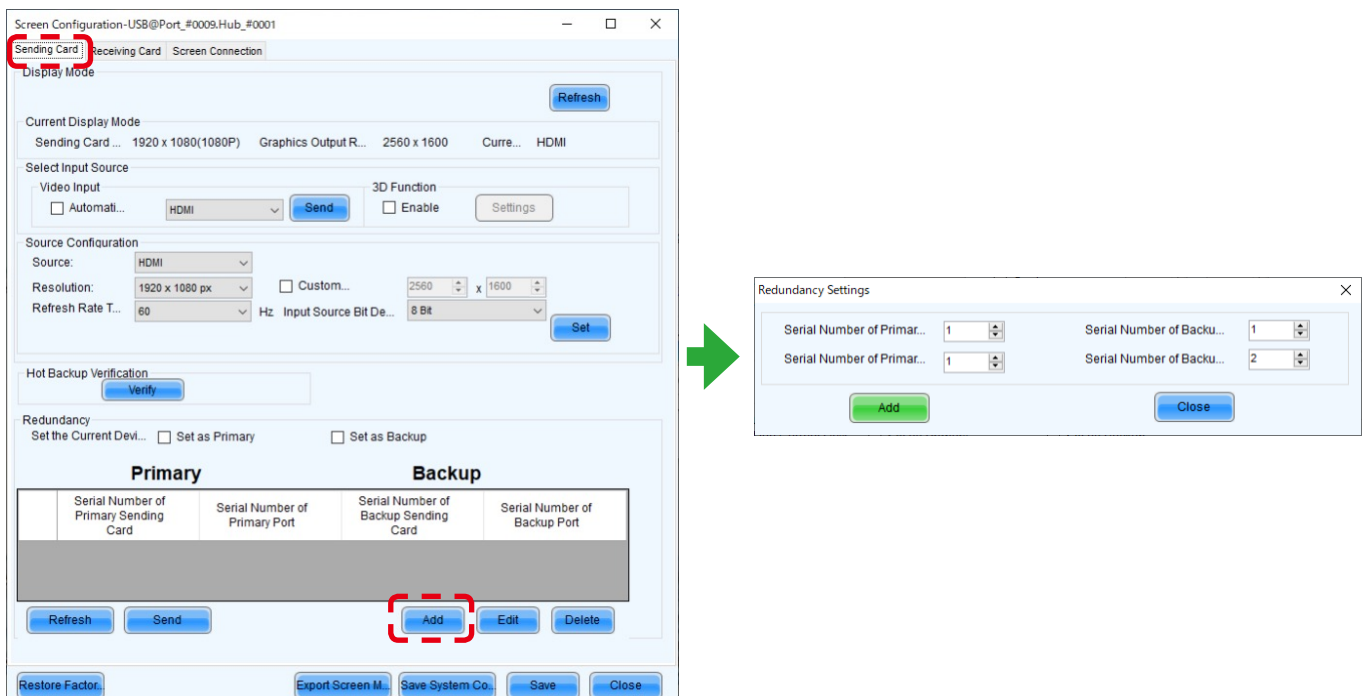 Screen Configuration-USB@Port_#0009.Hub_#0001
Sending Card Receiving Card Screen Connection
Display Mode
Refresh
Current Display Mode
Sending Card ... 1920 x 1080(1080P) Graphics Output R... 2560 x 1600 Curre... HDMI
Select Input Source
Video Input 3D Function
Automati... HDMI Send Enable Settings
Source Configuration
Source: HDMI
Resolution: 1920 x 1080 px Custom... 2560 x 1600
Refresh Rate T... 60 Hz Input Source Bit De... 8 Bit
Set
Hot Backup Verification
Verify
Redundancy
Set the Current Devi... Set as Primary Set as Backup
Primary Backup
Serial Number of Primary Sending Card
Serial Number of Primary Port
Serial Number of Backup Sending Card
Serial Number of Backup Port
Refresh Send Add Edit Delete
Restore Factor... Export Screen M... Save System Co... Save Close
Redundancy Settings
Serial Number of Primar... 1 Serial Number of Backu... 1
Serial Number of Primar... 1 Serial Number of Backu... 2
Add Close